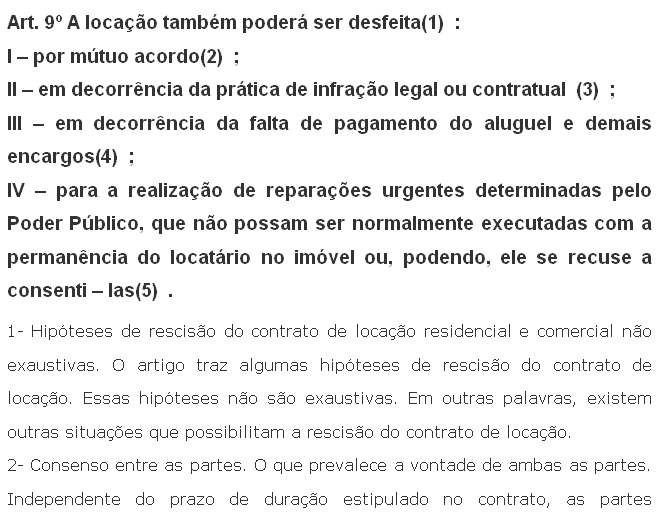 Art. 9º A locação também poderá ser desfeita(1)  :
I – por mútuo acordo(2)  ;
II – em decorrência da prática de infração legal ou contratual  (3)  ;
III – em decorrência da falta de pagamento do aluguel e demais
encargos(4)  ;
IV – para a realização de reparações urgentes determinadas pelo
Poder Público, que não possam ser normalmente executadas com a
permanência do locatário no imóvel ou, podendo, ele se recuse a
consenti – las(5)  .
1- Hipóteses de rescisão do contrato de locação residencial e comercial não
exaustivas. O artigo traz algumas hipóteses de rescisão do contrato de
locação. Essas hipóteses não são exaustivas. Em outras palavras, existem
outras situações que possibilitam a rescisão do contrato de locação.
2- Consenso entre as partes. O que prevalece a vontade de ambas as partes.
Independente do prazo de duração estipulado no contrato, as partes